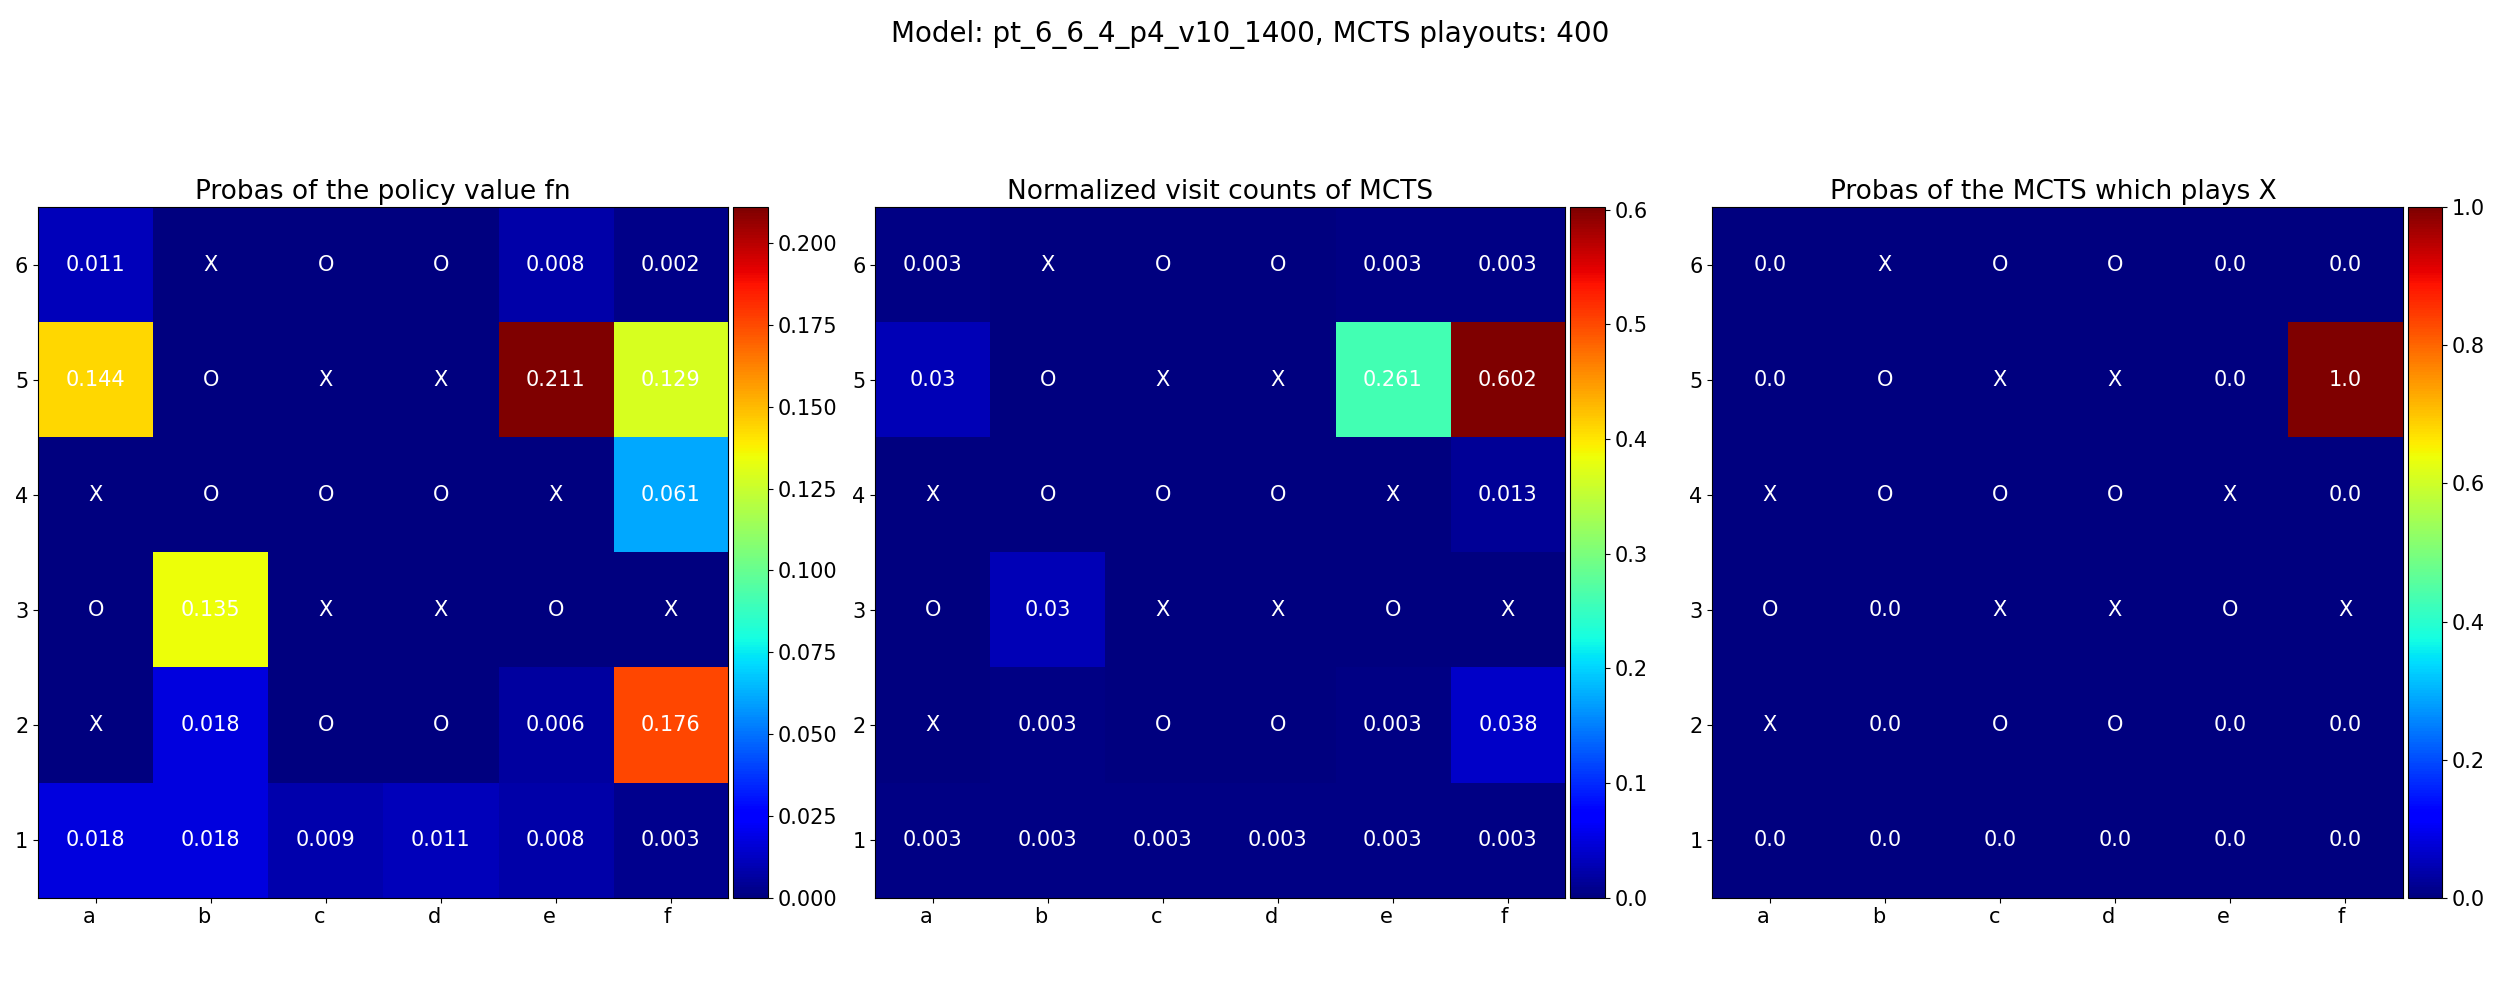 Model: pt_6_6_4_p4_v10_1400, MCTS playouts: 400
Probas of the policy value fn
6 0.011 X O O 0.008 0.002
5 0.144 O X X 0.211 0.129
4 X O O O X 0.061
3 O 0.135 X X O X
2 X 0.018 O O 0.006 0.176
1 0.018 0.018 0.009 0.011 0.008 0.003
a b c d e f
0.200
0.175
0.150
0.125
0.100
0.075
0.050
0.025
0.000
Normalized visit counts of MCTS
6 0.003 X O O 0.003 0.003
5 0.03 O X X 0.261 0.602
4 X O O O X 0.013
3 O 0.03 X X O X
2 X 0.003 O O 0.003 0.038
1 0.003 0.003 0.003 0.003 0.003 0.003
a b c d e f
0.6
0.5
0.4
0.3
0.2
0.1
0.0
Probas of the MCTS which plays X
6 0.0 X O O 0.0 0.0
5 0.0 O X X 0.0 1.0
4 X O O O X 0.0
3 O 0.0 X X O X
2 X 0.0 O O 0.0 0.0
1 0.0 0.0 0.0 0.0 0.0 0.0
a b c d e f
1.0
0.8
0.6
0.4
0.2
0.0